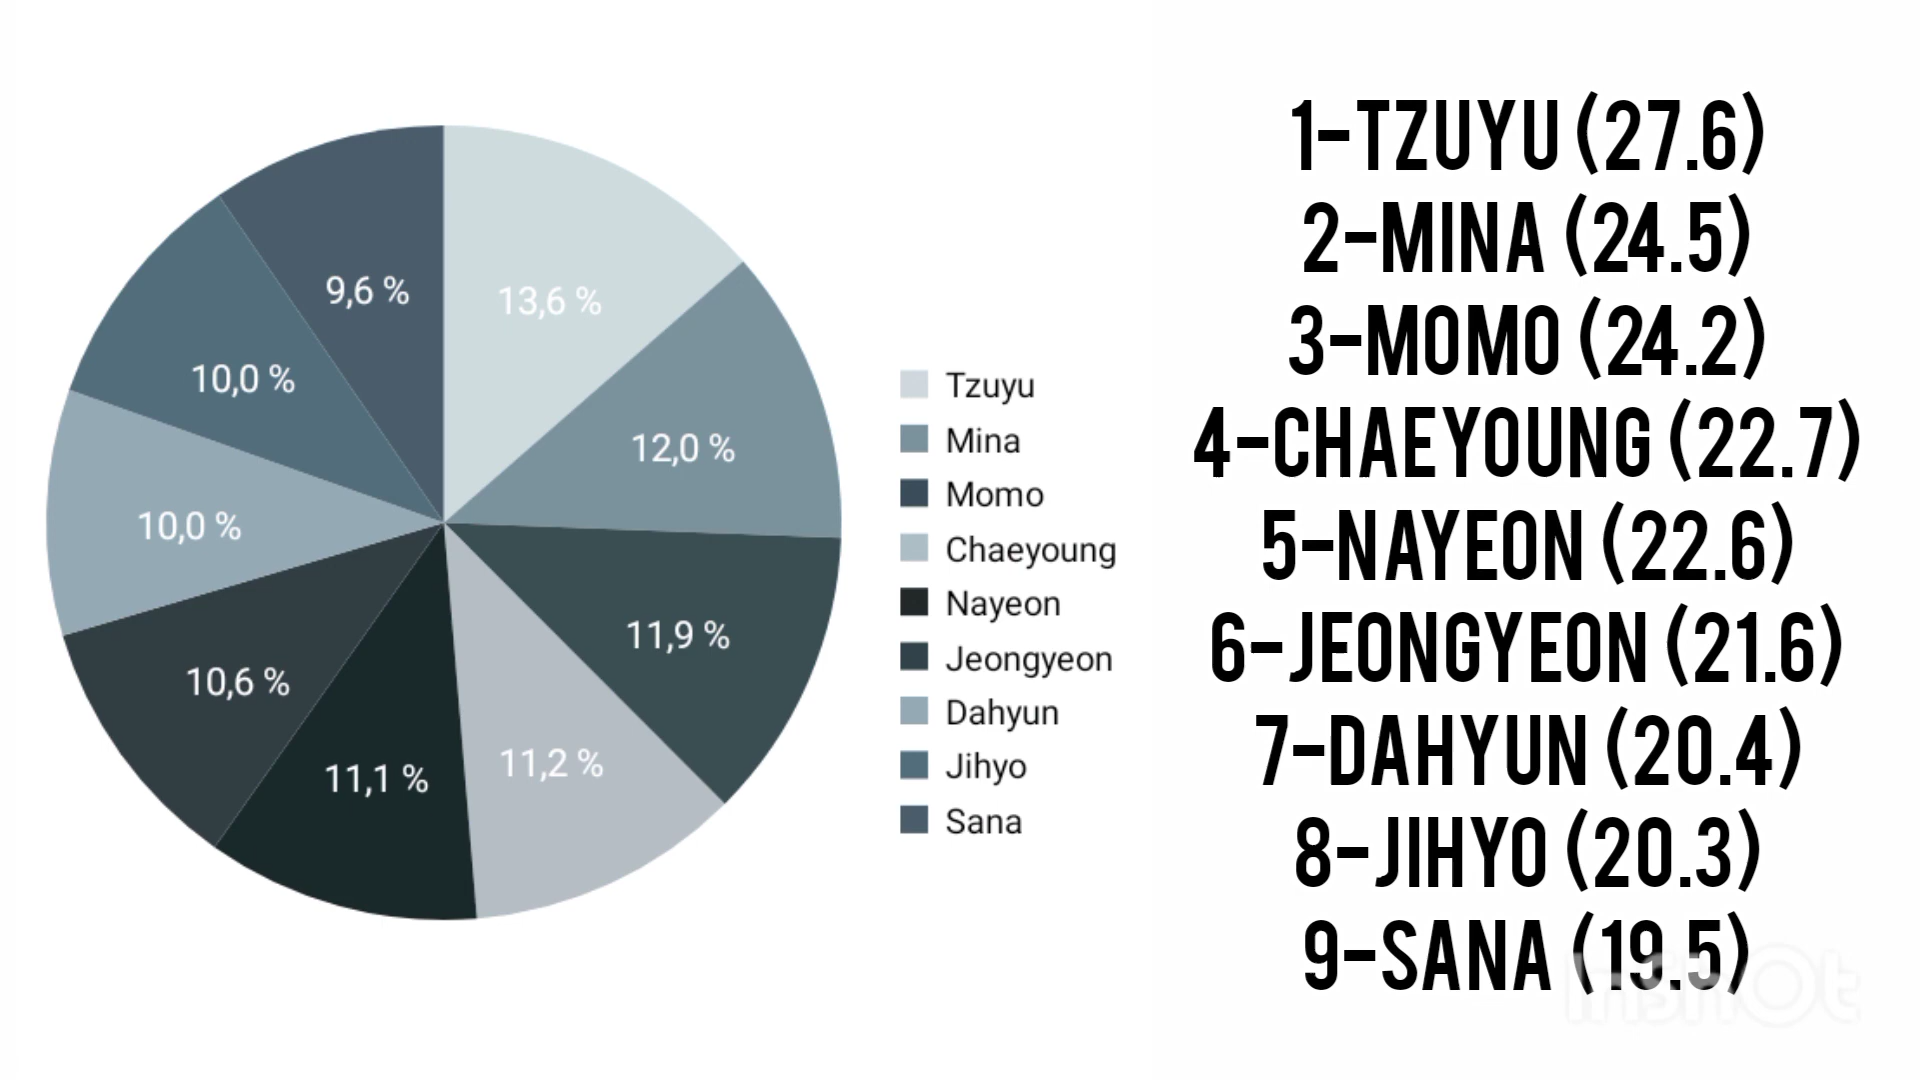 9,6 %
13,6 %
10,0 %
12,0 %
10,0 %
11,9 %
10,6 %
11,1 %
11,2 %
Tzuyu
Mina
Momo
Chaeyoung
Nayeon
Jeongyeon
Dahyun
Jihyo
Sana
1-TZUYU (27.6)
2-MINA (24.5)
3-MOMO (24.2)
4-CHAEYOUNG (22.7)
5-NAYEON (22.6)
6-JEONGYEON (21.6)
7-DAHYUN (20.4)
8-JIHYO (20.3)
9-SANA (19.5)
InShOt